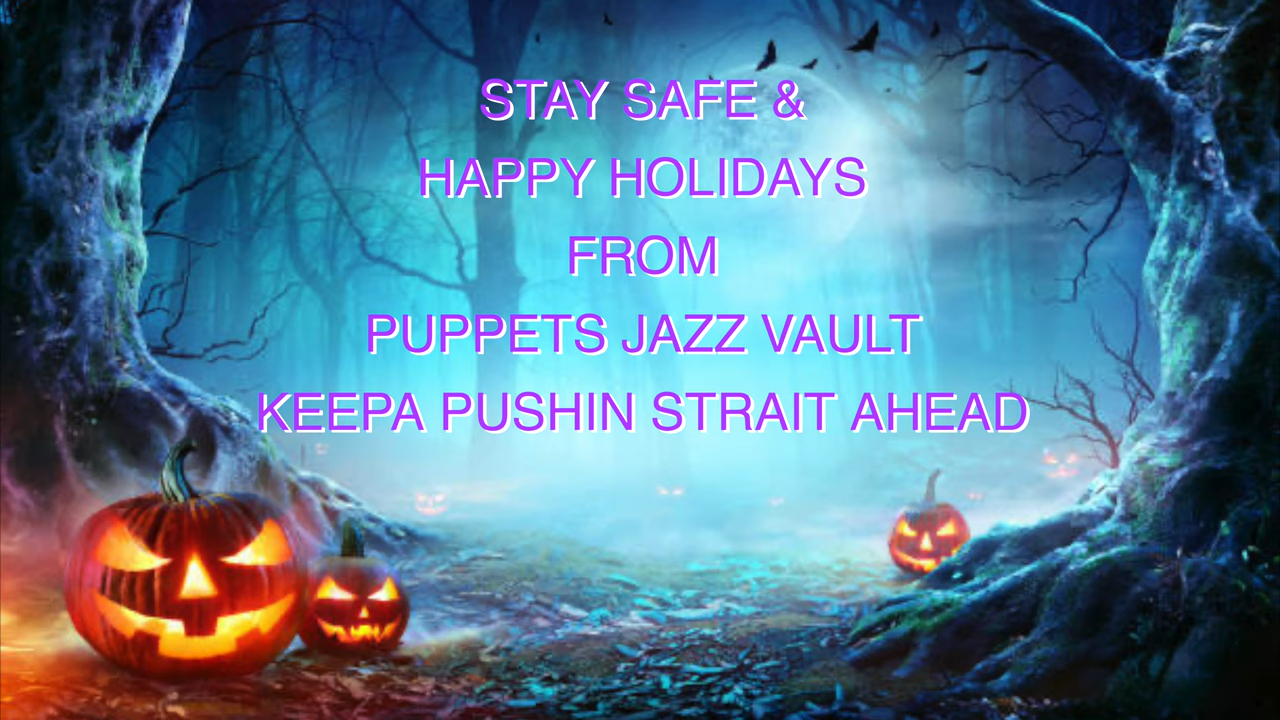 STAY SAFE &
HAPPY HOLIDAYS
FROM
PUPPETS JAZZ VAULT
KEEPA PUSHIN STRAIT AHEAD